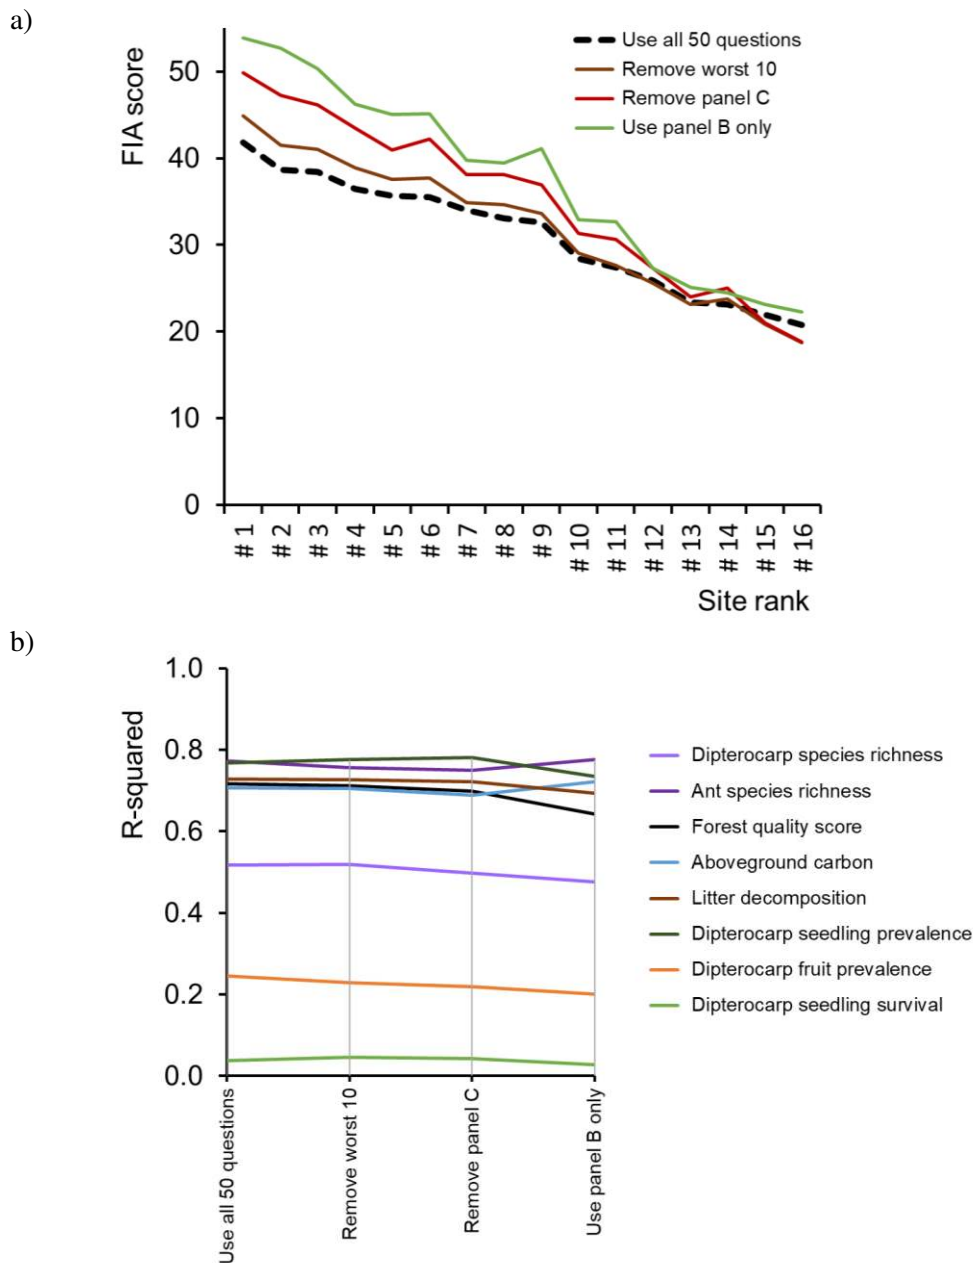 a)
FIA score
50
40
30
20
10
0
Use all 50 questions
Remove worst 10
Remove panel C
Use panel B only
# 1
# 2
# 3
# 4
# 5
# 6
# 7
# 8
# 9
# 10
# 11
# 12
# 13
# 14
# 15
# 16
Site rank
b)
R-squared
1.0
0.8
0.6
0.4
0.2
0.0
Dipterocarp species richness
Ant species richness
Forest quality score
Aboveground carbon
Litter decomposition
Dipterocarp seedling prevalence
Dipterocarp fruit prevalence
Dipterocarp seedling survival
Use all 50 questions
Remove worst 10
Remove panel C
Use panel B only